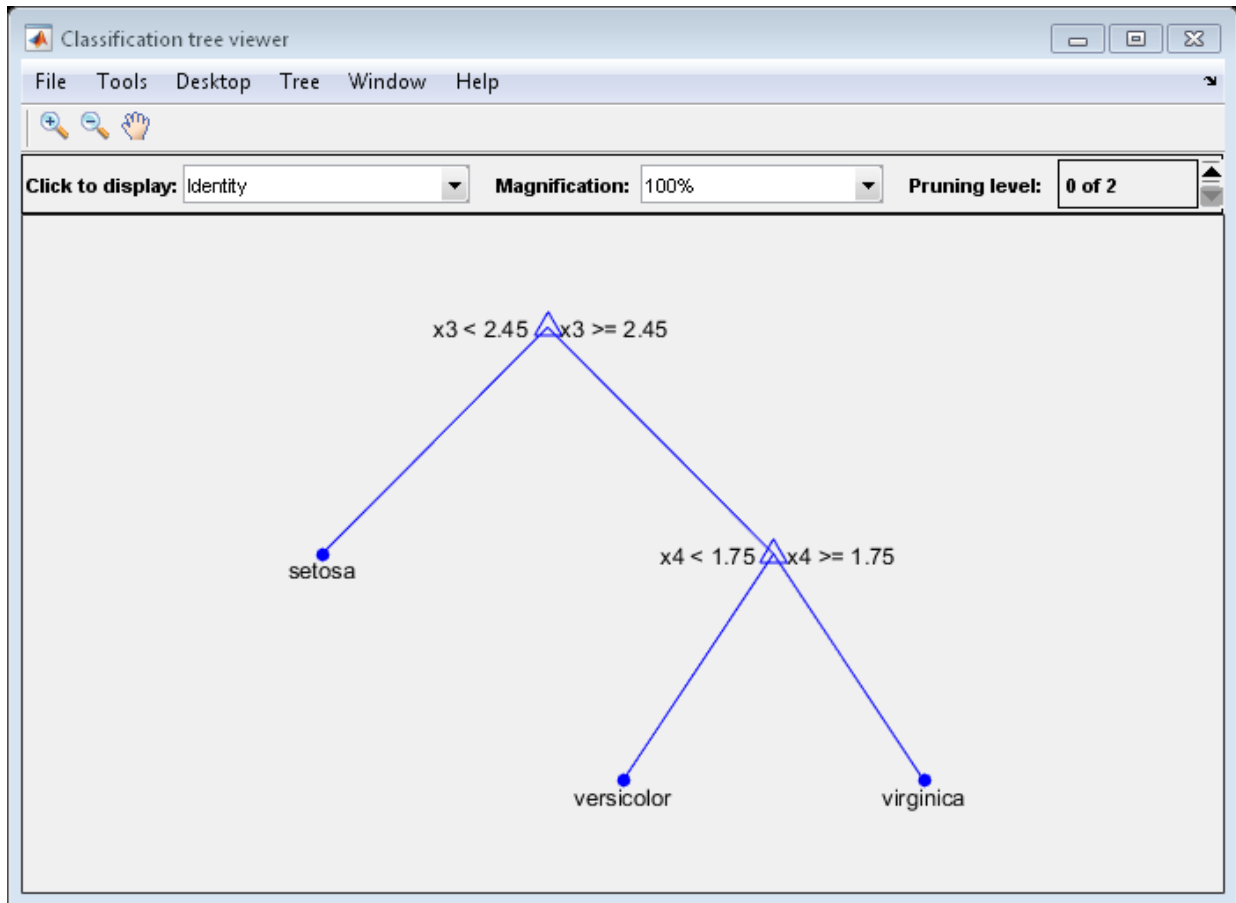 Classification tree viewer
File Tools Desktop Tree Window Help
Click to display: Identity Magnification: 100% Pruning level: 0 of 2
x3 < 2.45 x3 >= 2.45
setosa
x4 < 1.75 x4 >= 1.75
versicolor virginica